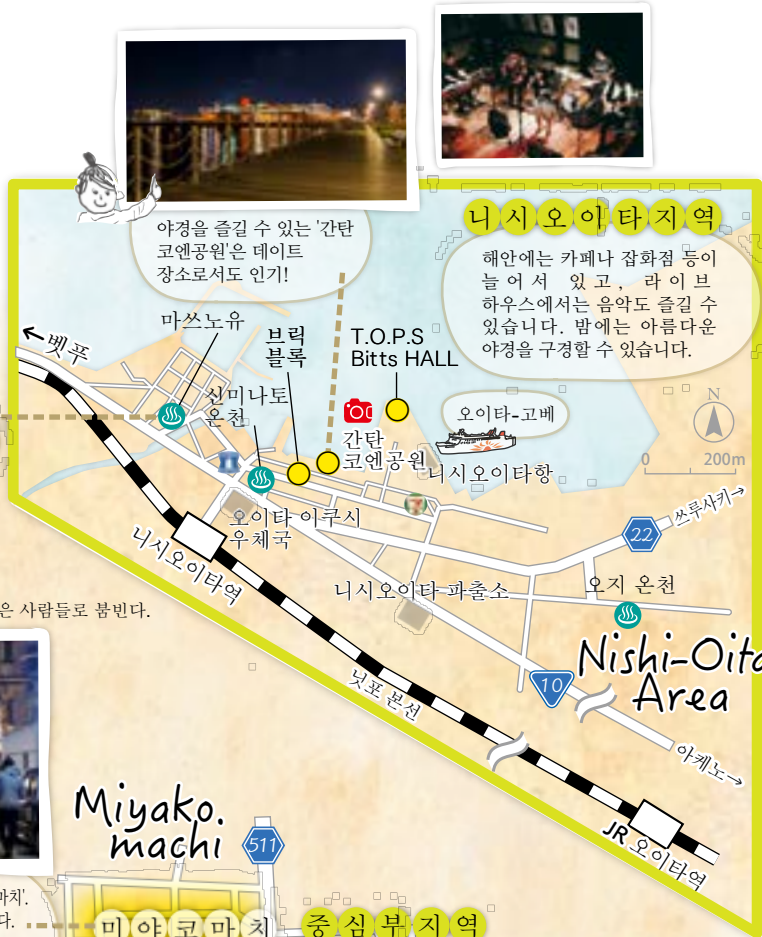 야경을 즐길 수 있는 '간탄
코엔공원'은 데이트
장소로서도 인기!
니시오이타지역
해안에는 카페나 잡화점 등이
늘어서 있고, 라이브
하우스에서는 음악도 즐길 수
있습니다. 밤에는 아름다운
야경을 구경할 수 있습니다.
←벳푸
마쓰노유
브릭
블록
T.O.P.S
Bitts HALL
신미나토
온천
간탄
코엔공원
오이타-고베
니시오이타항
N
0 200m
쓰루사키→
22
오이타 이쿠시
우체국
니시오이타역
니시오이타 파출소
오지 온천
은 사람들로 붐빈다.
Nishi-Oita
Area
10
닛포 본선
아케노→
JR 오이타역
Miyako.
machi
511
마치'.
다.
미야코마치 중심부지역